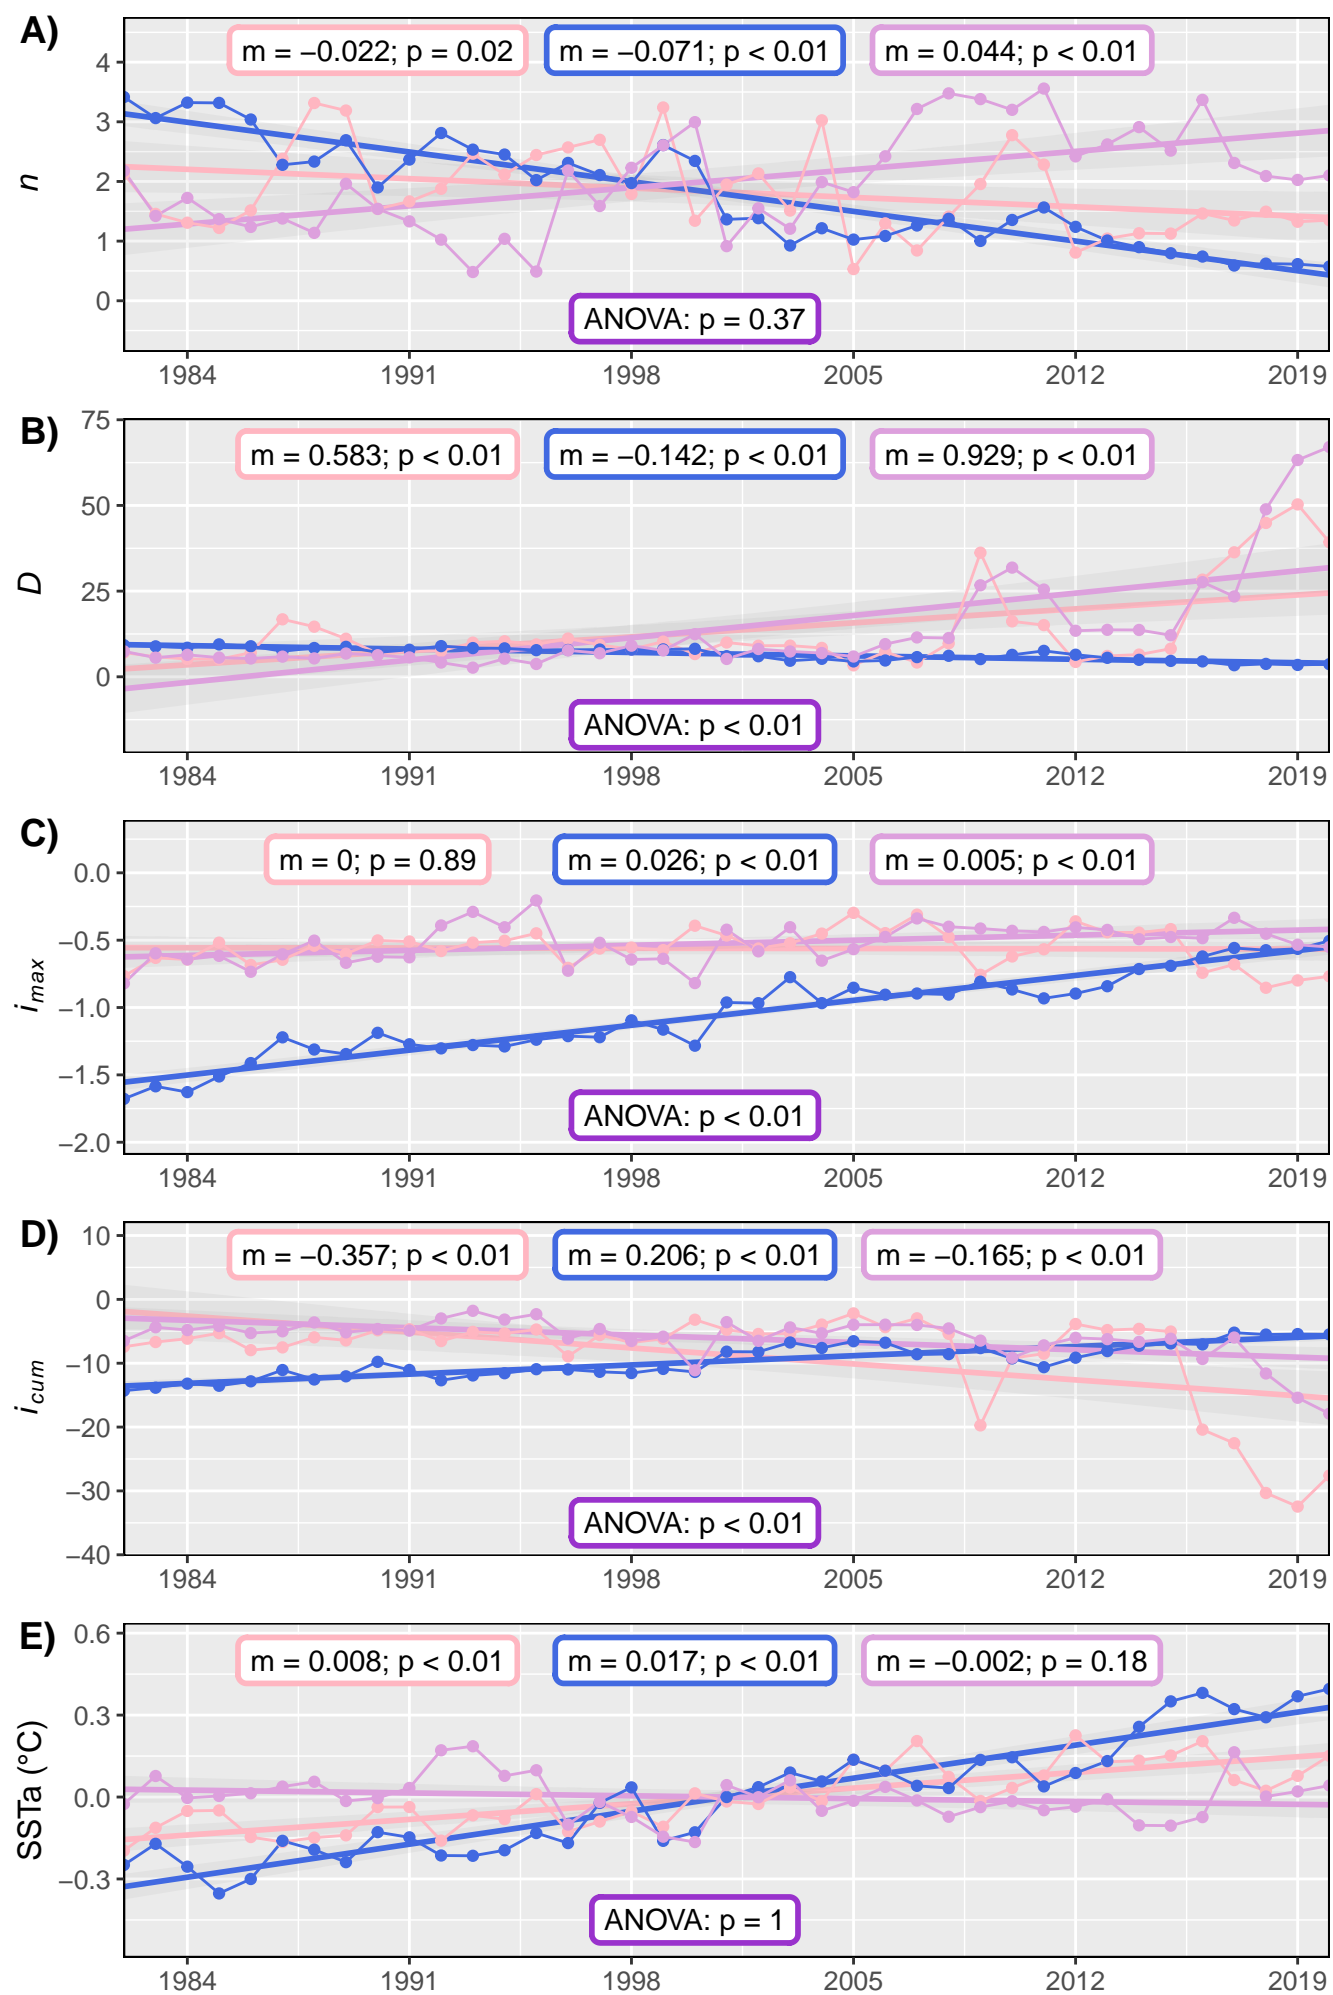 A)
m = −0.022; p = 0.02 m = −0.071; p < 0.01 m = 0.044; p < 0.01
4
3
2
1
0
n
ANOVA: p = 0.37
1984 1991 1998 2005 2012 2019
B)
m = 0.583; p < 0.01 m = −0.142; p < 0.01 m = 0.929; p < 0.01
75
50
25
0
D
ANOVA: p < 0.01
1984 1991 1998 2005 2012 2019
C)
m = 0; p = 0.89 m = 0.026; p < 0.01 m = 0.005; p < 0.01
0.0
−0.5
−1.0
−1.5
−2.0
imax
ANOVA: p < 0.01
1984 1991 1998 2005 2012 2019
D)
m = −0.357; p < 0.01 m = 0.206; p < 0.01 m = −0.165; p < 0.01
10
0
−10
−20
−30
−40
icum
ANOVA: p < 0.01
1984 1991 1998 2005 2012 2019
E)
m = 0.008; p < 0.01 m = 0.017; p < 0.01 m = −0.002; p = 0.18
0.6
0.3
0.0
−0.3
SSTa (°C)
ANOVA: p = 1
1984 1991 1998 2005 2012 2019